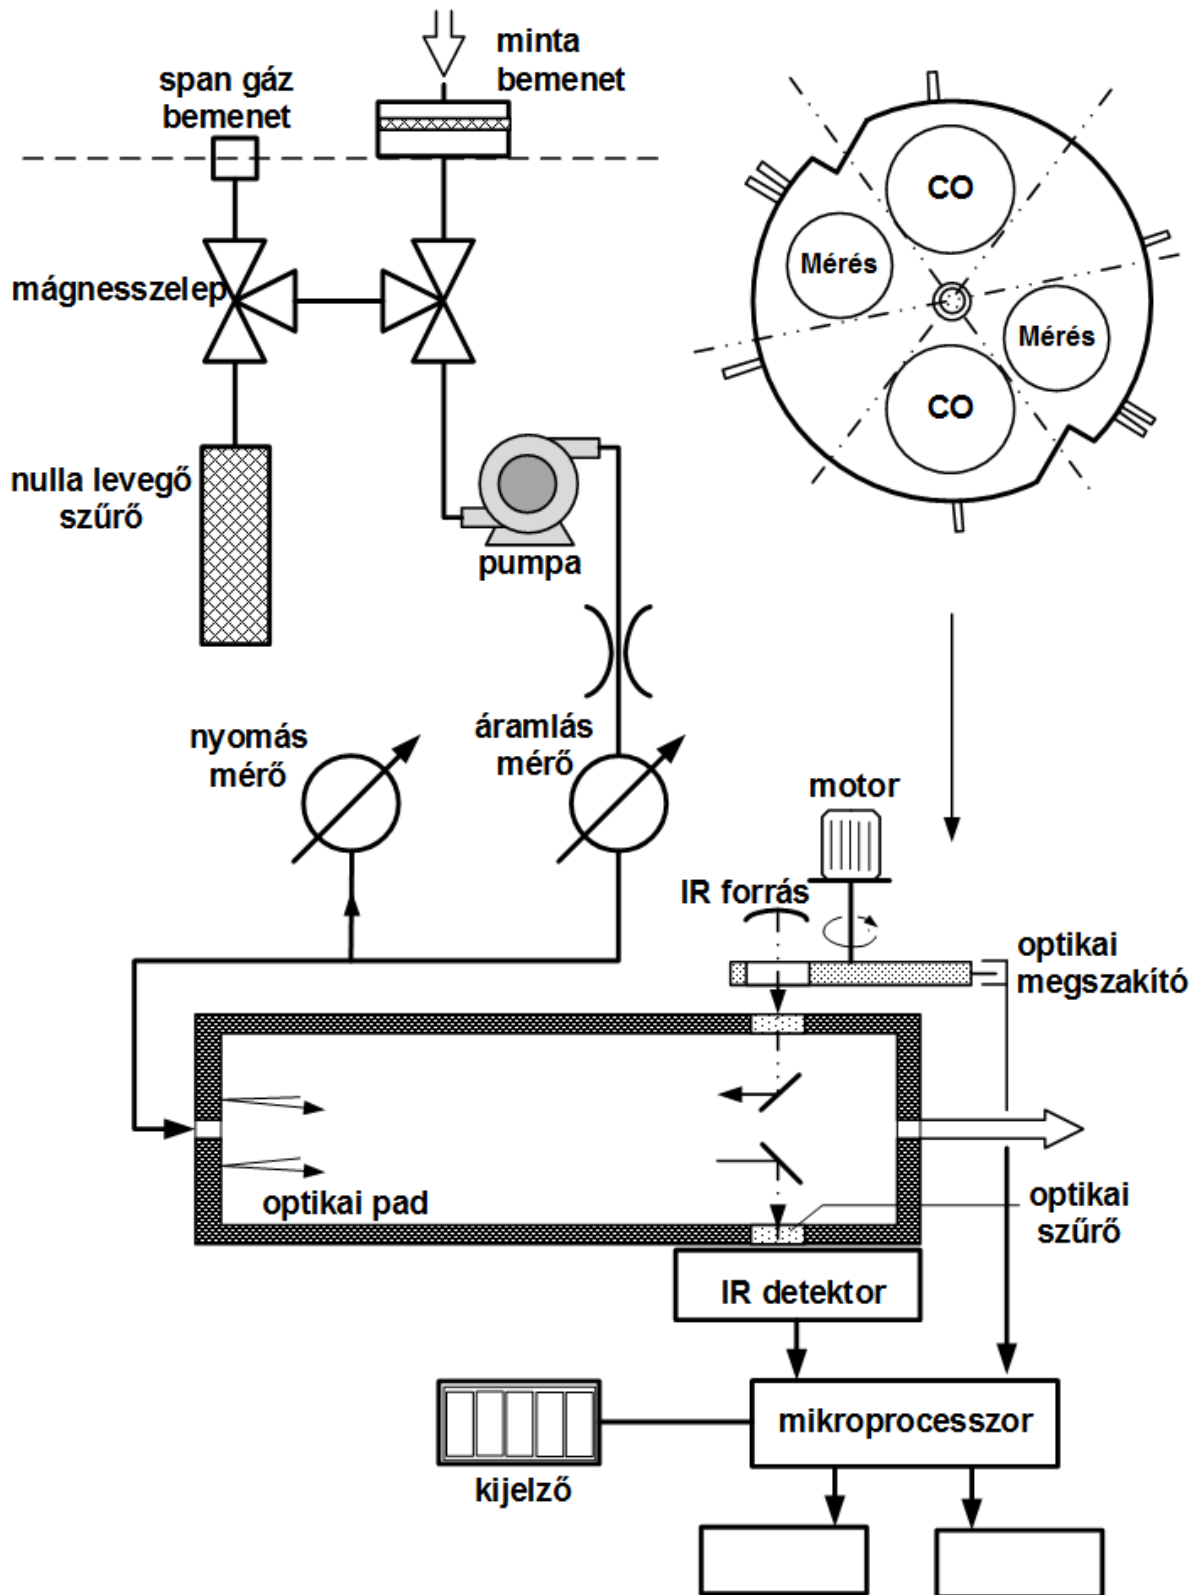 minta
bemenet
span gáz
bemenet
CO
Mérés
mágnesszelep
Mérés
CO
nulla levegő
szűrő
pumpa
nyomás
mérő
áramlás
mérő
motor
IR forrás
optikai
megszakító
optikai pad
optikai
szűrő
IR detektor
mikroprocesszor
kijelző